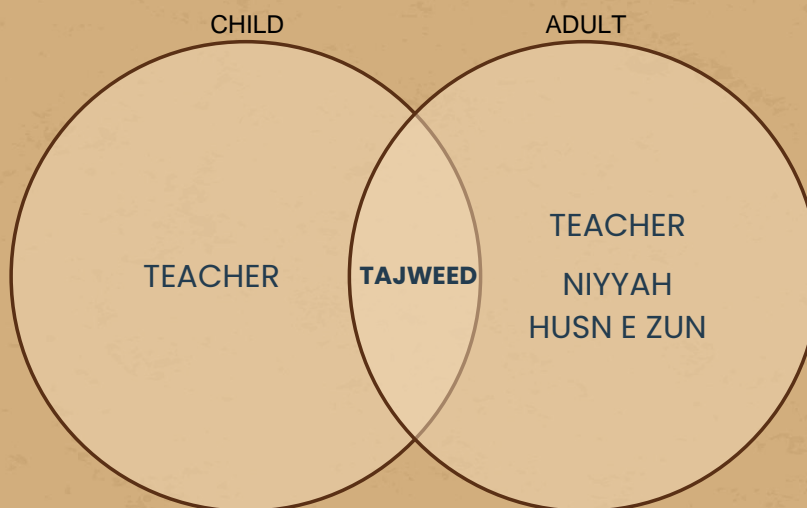 CHILD
ADULT
TEACHER
TAJWEED
TEACHER
NIYYAH
HUSN E ZUN